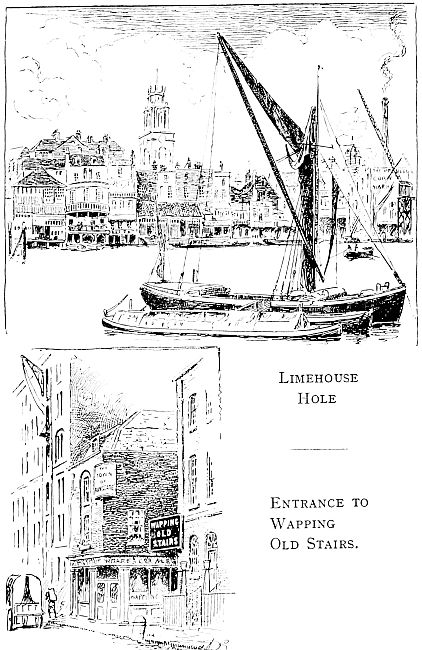 LIMEHOUSE
HOLE
ENTRANCE TO
WAPPING
OLD STAIRS.
WAPPING
OLD
STAIRS